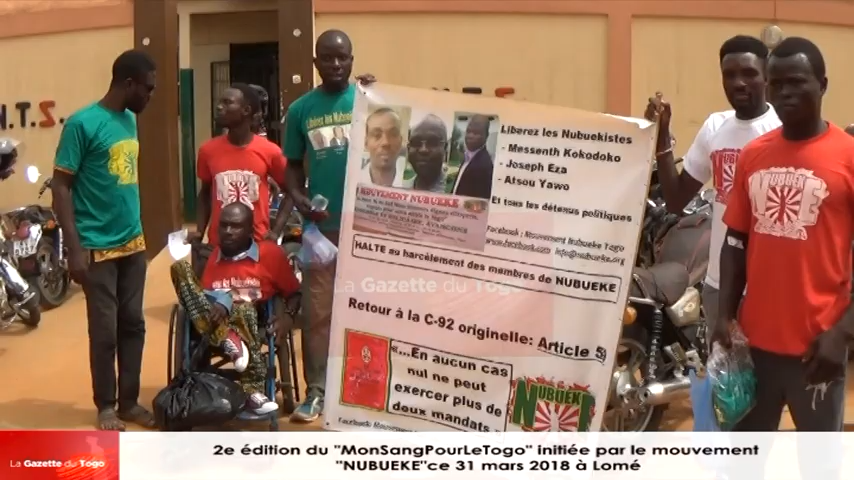 N.T.S.
N T S
Liberez les Nubuekistes
- Messenth Kokodoko
- Joseph Eza
- Atsou Yawo
Et tous les détenus politiques
MOUVEMENT NUBUEKE
Facebook : Mouvement Nubueke Togo
www.facebook.com info@nubueke.org
HALTE au harcèlement des membres de NUBUEKE
La Gazette du Togo
Retour à la C-92 originelle: Article 59
«...En aucun cas
nul ne peut
exercer plus de
deux mandats»
NUBUEKE
NUBUEKE
NUBUEKE
La Gazette du Togo
2e édition du "MonSangPourLeTogo" initiée par le mouvement
"NUBUEKE"ce 31 mars 2018 à Lomé